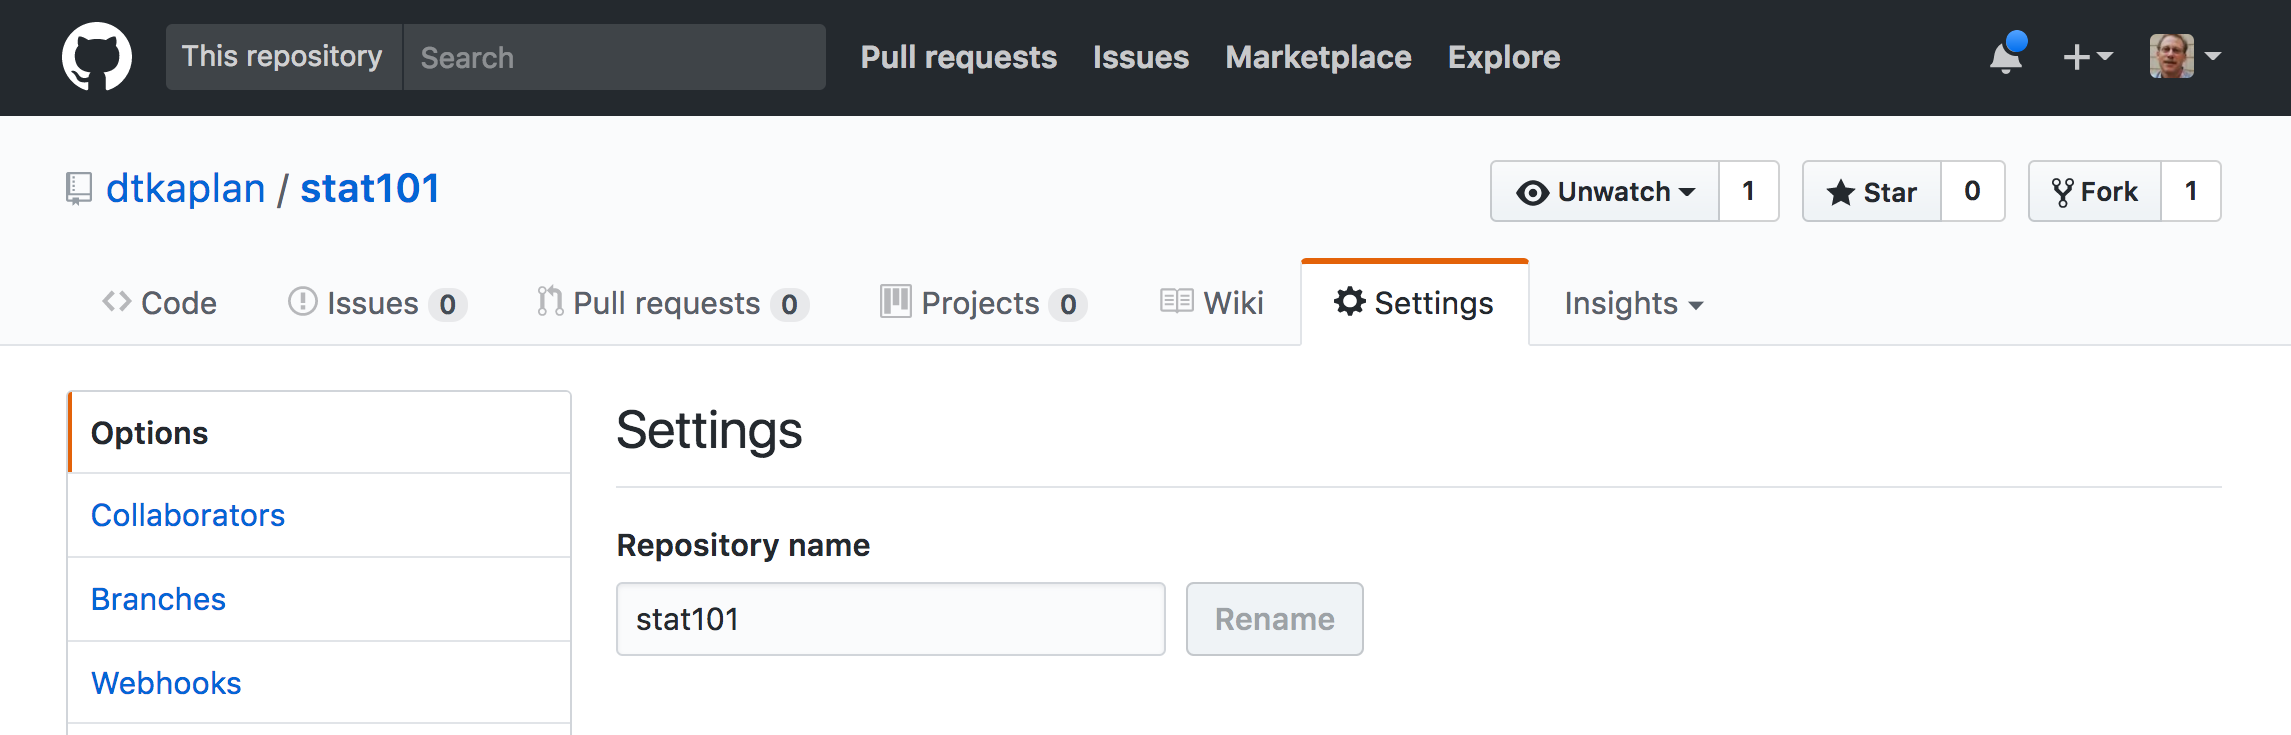 This repository Search Pull requests Issues Marketplace Explore
dtkaplan / stat101 Unwatch 1 Star 0 Fork 1
Code Issues 0 Pull requests 0 Projects 0 Wiki Settings Insights
Options
Collaborators
Branches
Webhooks
Settings
Repository name
stat101 Rename